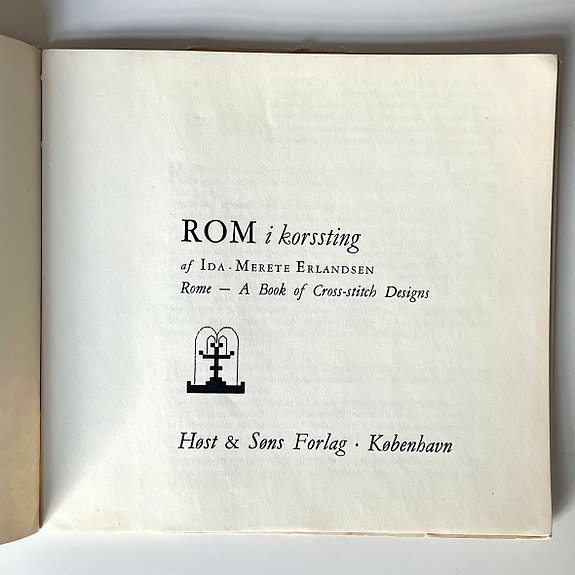 ROM i korssting
af IDA-MERETE ERLANDSEN
Rome — A Book of Cross-stitch Designs
Høst & Søns Forlag · København